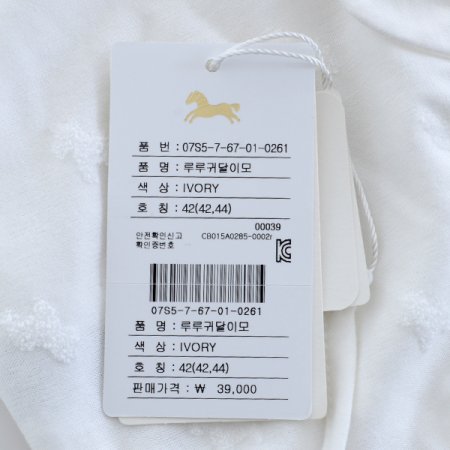 품 번 : 07S5-7-67-01-0261
품 명 : 루루귀달이모
색 상 : IVORY
호 칭 : 42(42,44)
00039
안전확인신고
확인증번호 CB015A0285-0002r
07S5-7-67-01-0261
품 명 : 루루귀달이모
색 상 : IVORY
호 칭 : 42(42,44)
판매가격 : ₩ 39,000